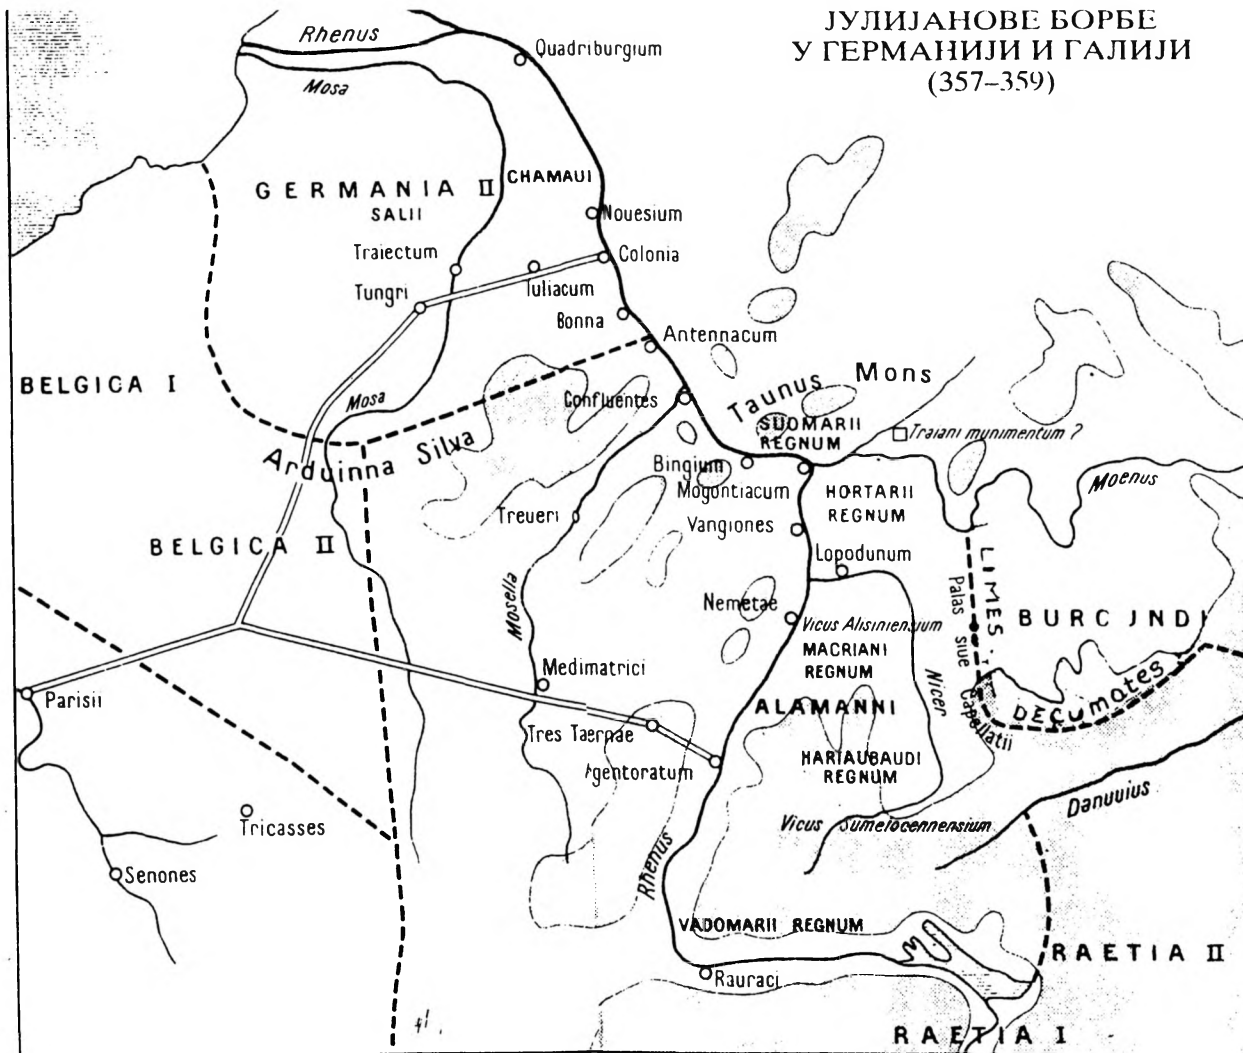 ЈУЛИЈАНОВЕ БОРБЕ
У ГЕРМАНИЈИ И ГАЛИЈИ
(357–359)
Rhenus
Quadriburgium
Mosa
CHAMAUI
GERMANIA II
SALII
Nouesium
Traiectum
Colonia
Tungri
Iuliacum
Bonna
Antennacum
BELGICA I
Mosa
Confluentes
Taunus Mons
SUOMARII
REGNUM
Traiani munimentum ?
Arduinna Silva
Bingium
Mogontiacum
HORTARII
REGNUM
Moenus
Treueri
Vangiones
BELGICA II
Lopodunum
LIMES
Palas
siue
Capellatii
Mosella
Nemetae
Vicus Alisiniensium
BURGUNDI
MACRIANI
REGNUM
Nicer
Medimatrici
Parisii
DECUMATES
ALAMANNI
Tres Taernae
HARIAUBAUDI
REGNUM
Agentoratum
Danuuius
Tricasses
Vicus Sumelocennensium
Rhenus
Senones
VADOMARII REGNUM
RAETIA II
Rauraci
RAETIA I